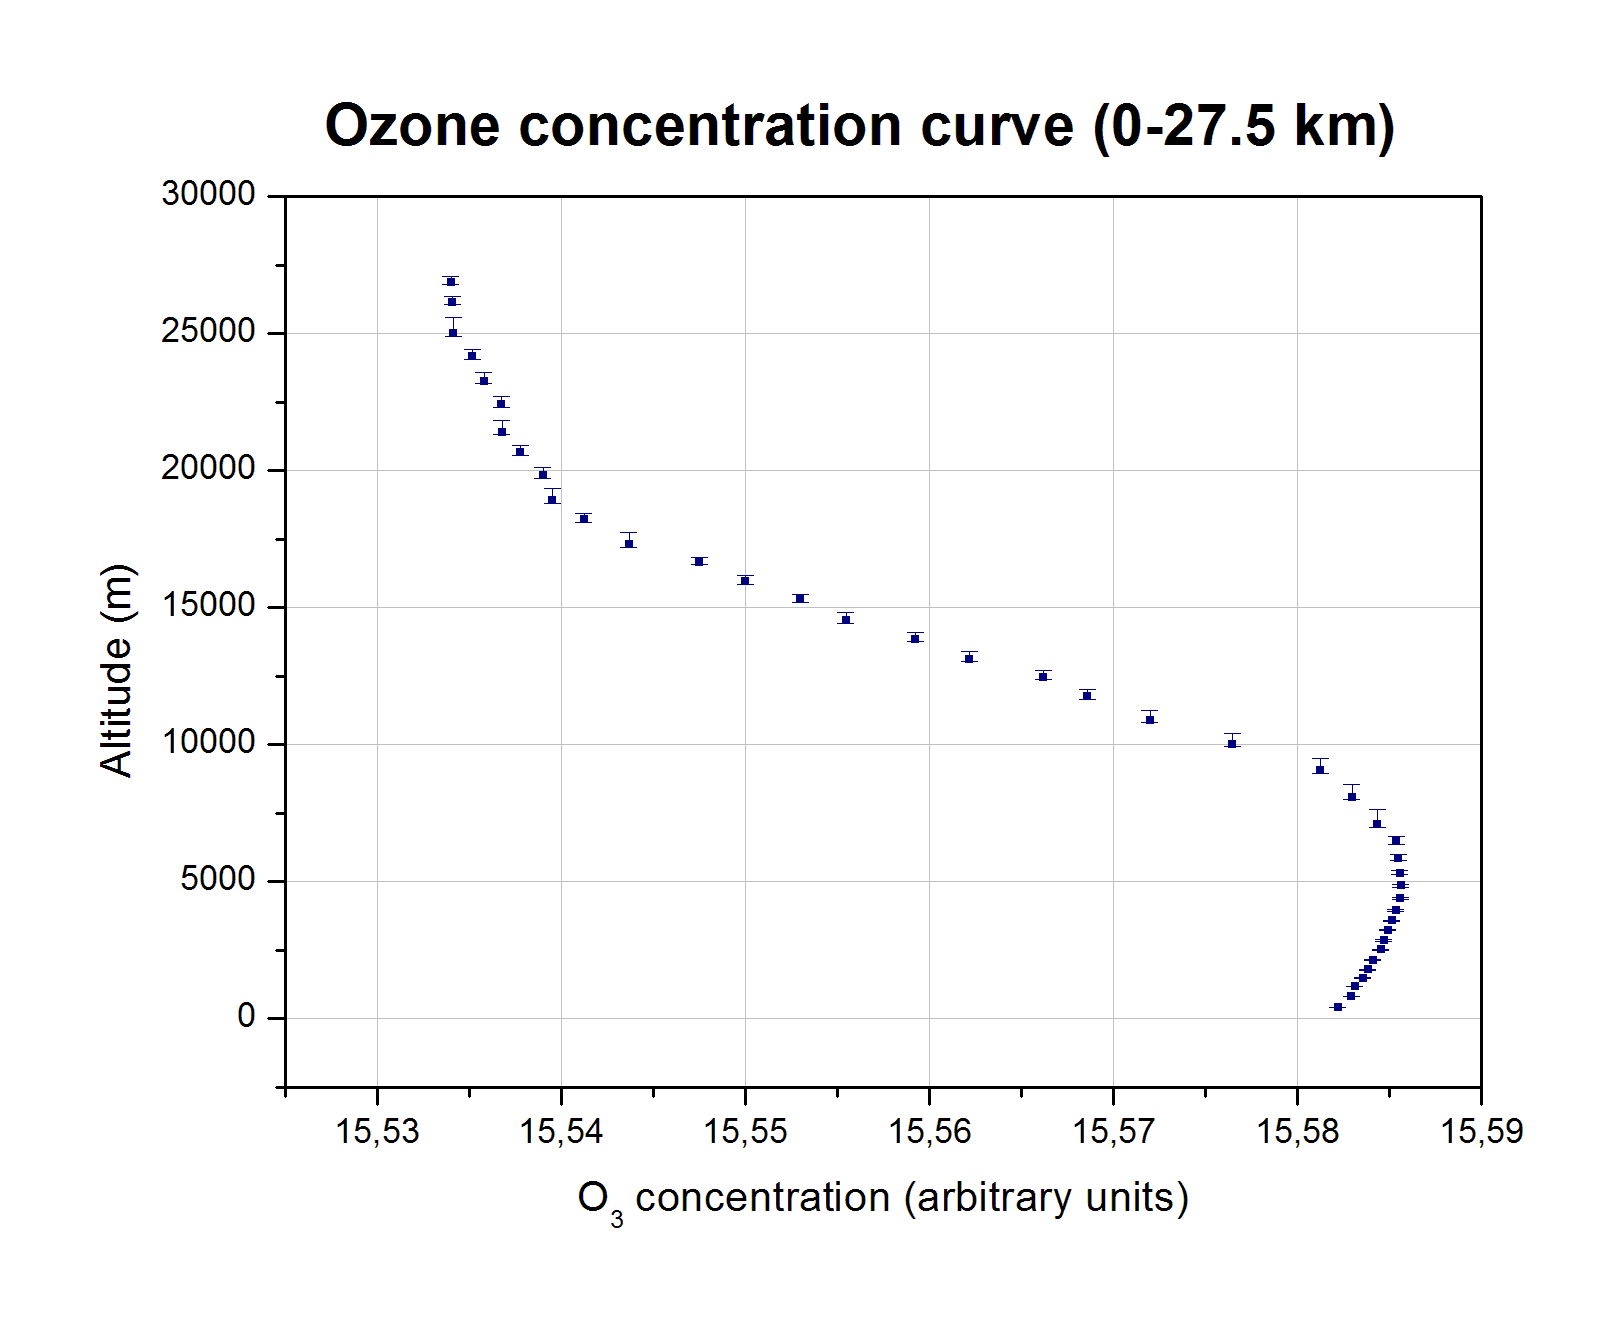 Ozone concentration curve (0-27.5 km)
30000
25000
20000
15000
10000
5000
0
Altitude (m)
15,53 15,54 15,55 15,56 15,57 15,58 15,59
O₃ concentration (arbitrary units)